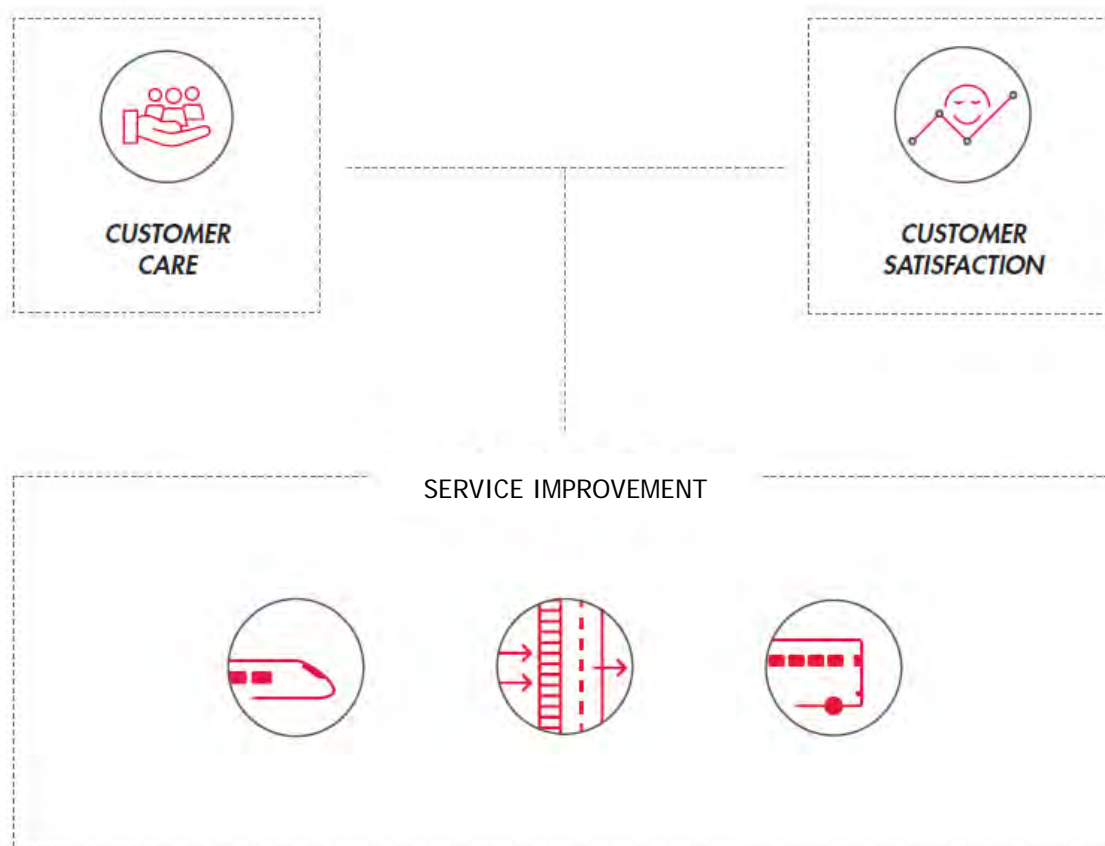 CUSTOMER
CARE
CUSTOMER
SATISFACTION
SERVICE IMPROVEMENT